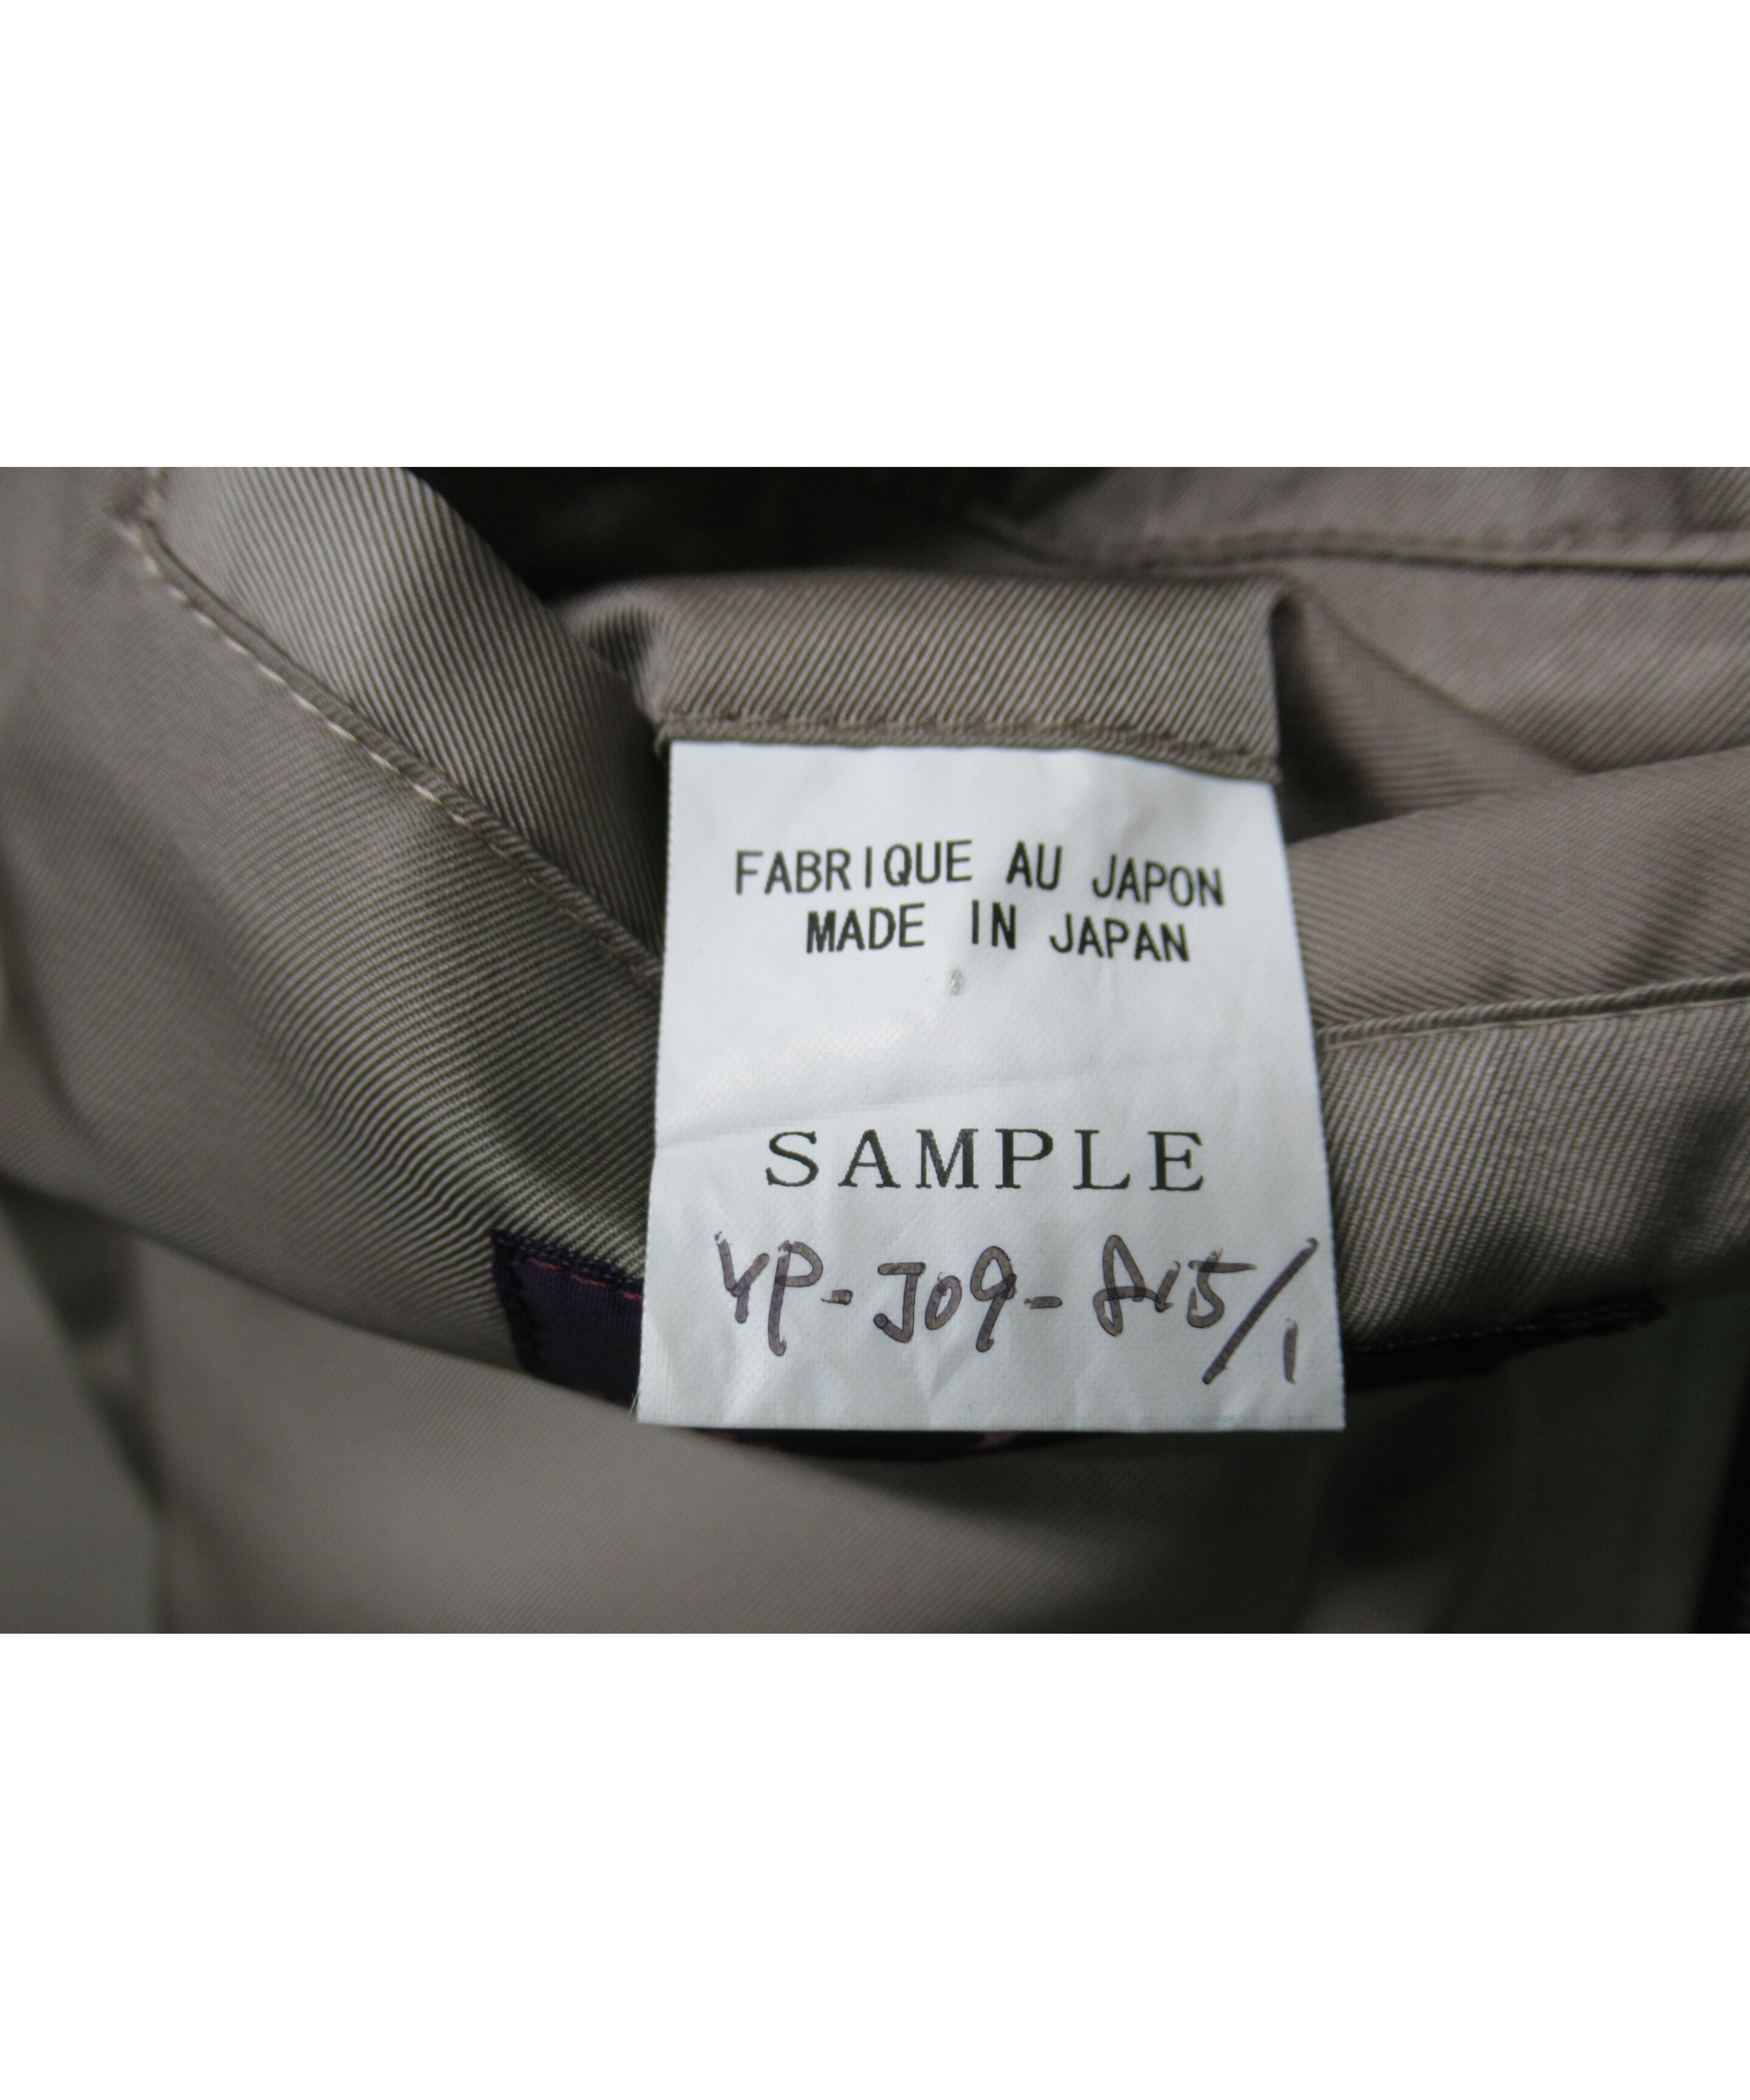 FABRIQUE AU JAPON
MADE IN JAPAN
SAMPLE
YP-J09-815/1